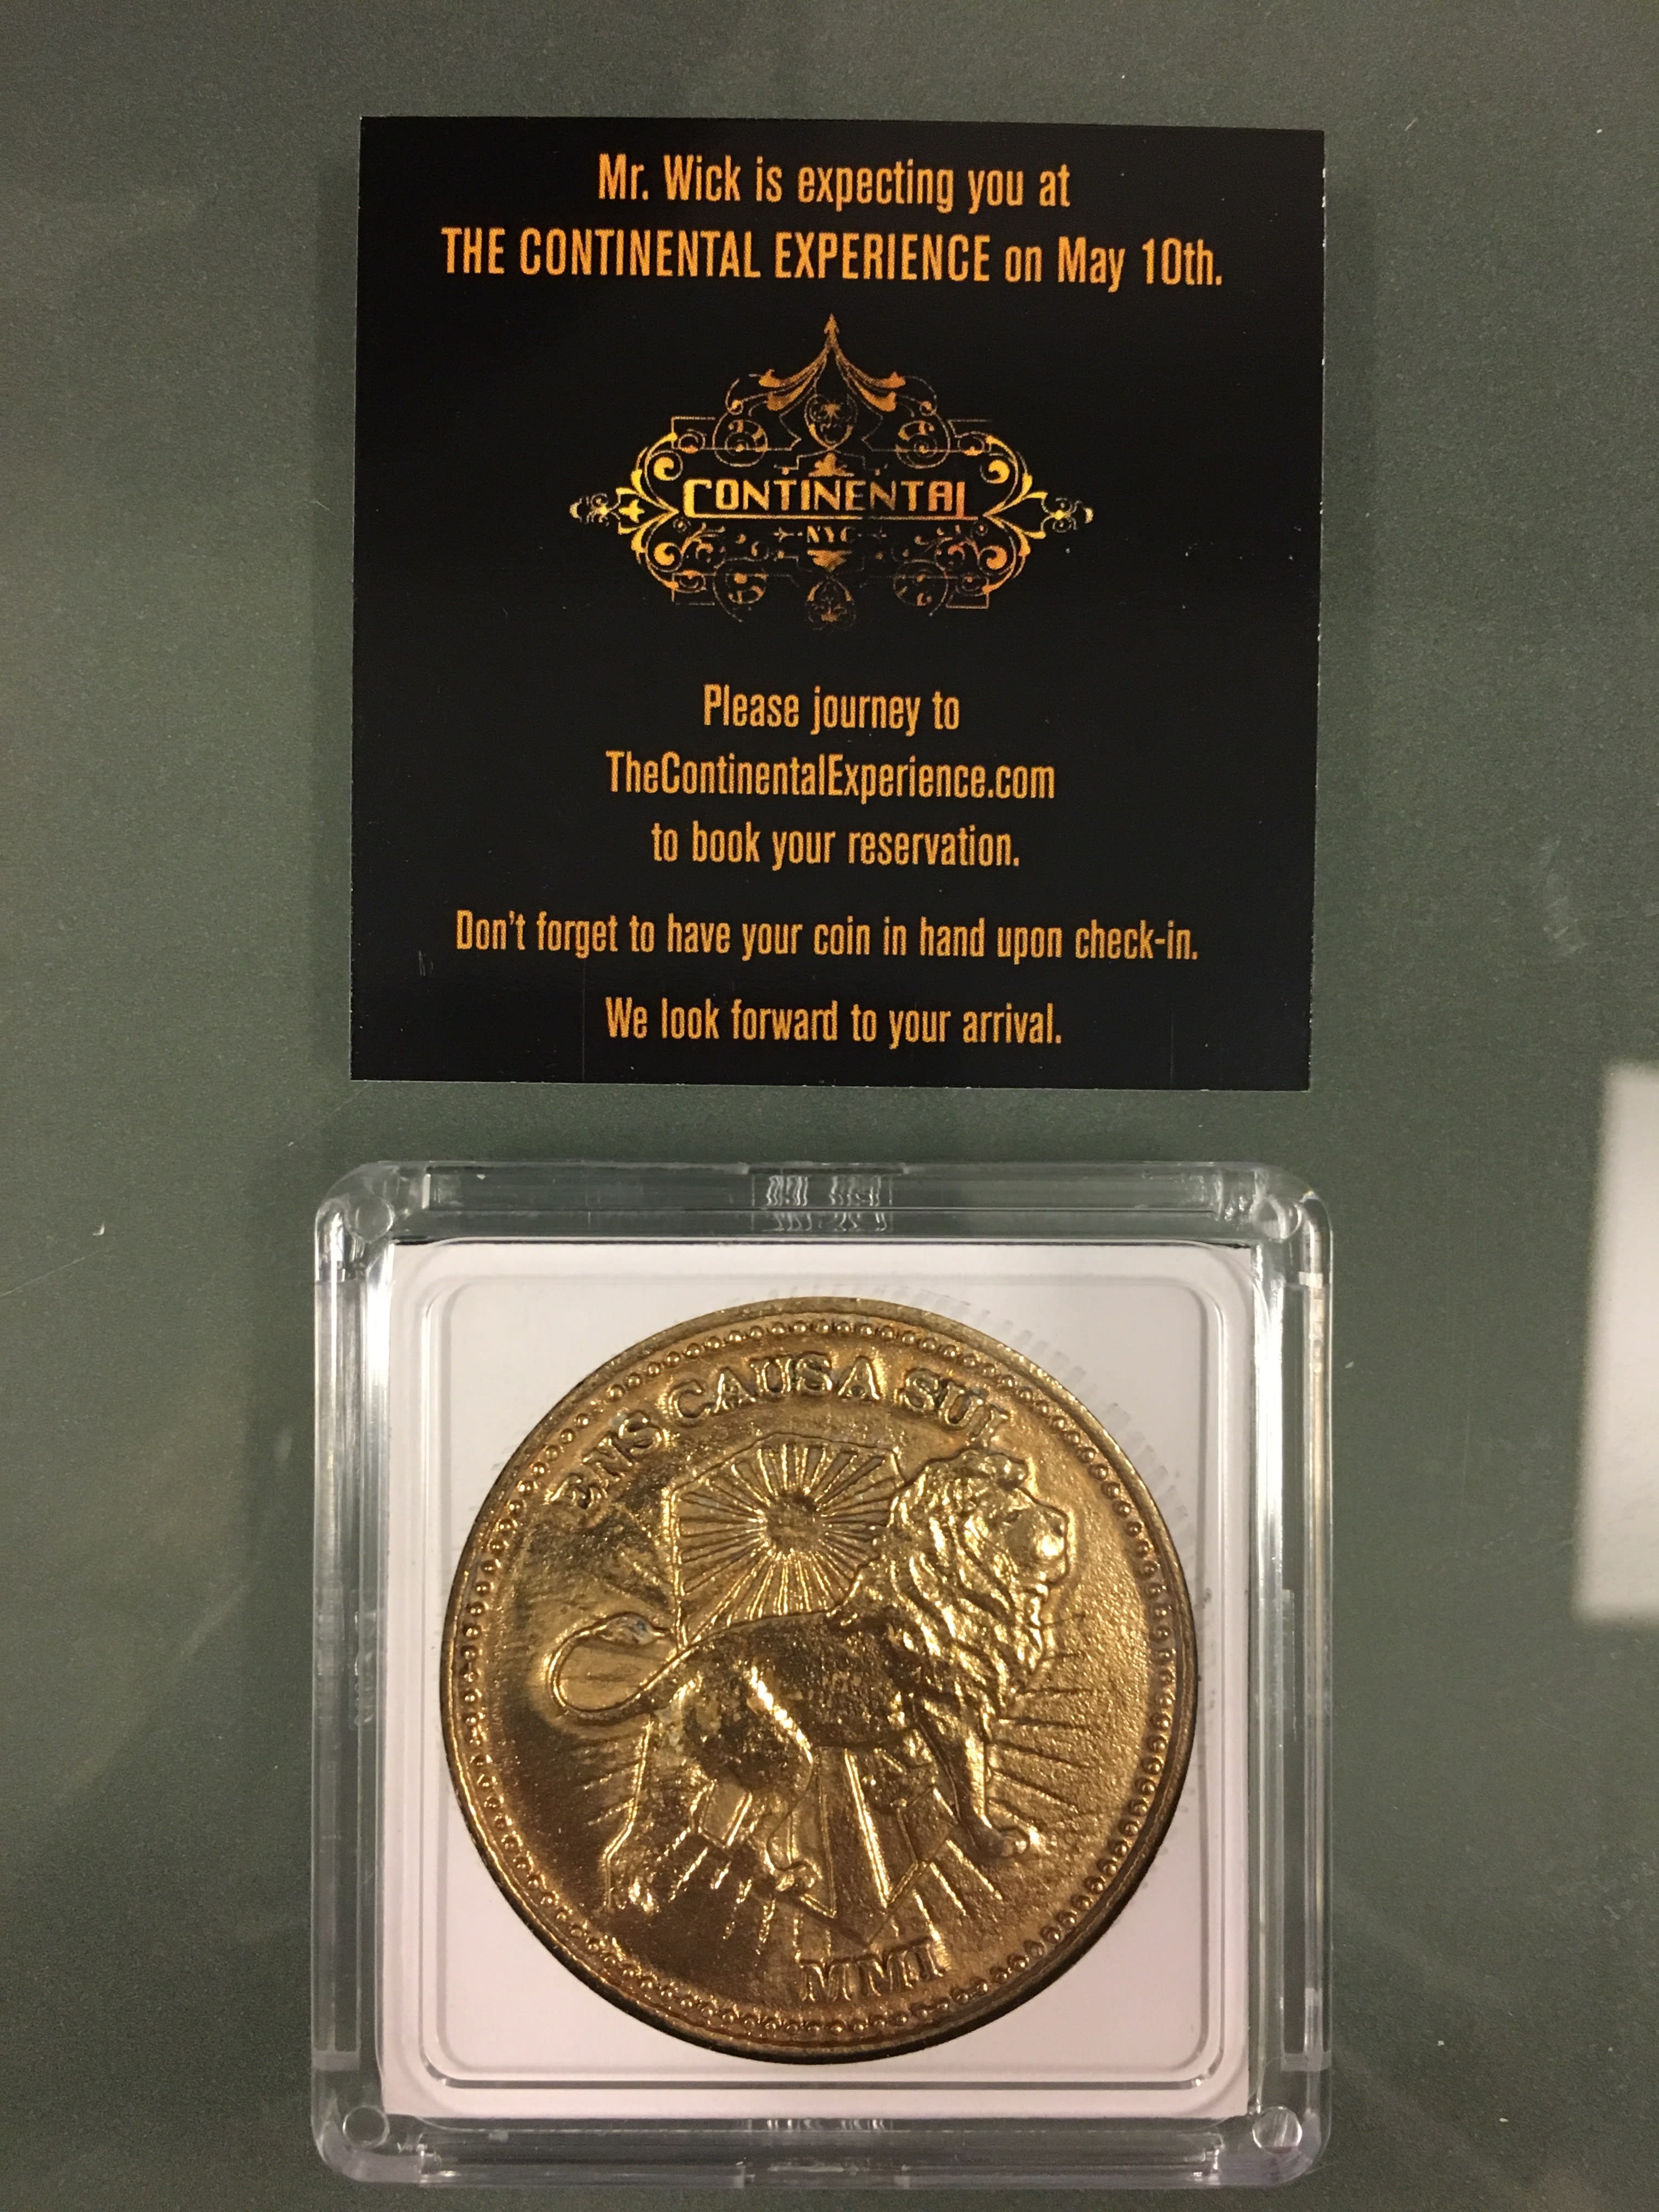 Mr. Wick is expecting you at
THE CONTINENTAL EXPERIENCE on May 10th.
CONTINENTAL
NYC
Please journey to
TheContinentalExperience.com
to book your reservation.
Don't forget to have your coin in hand upon check-in.
We look forward to your arrival.
ENS CAUSA SUI
MMI